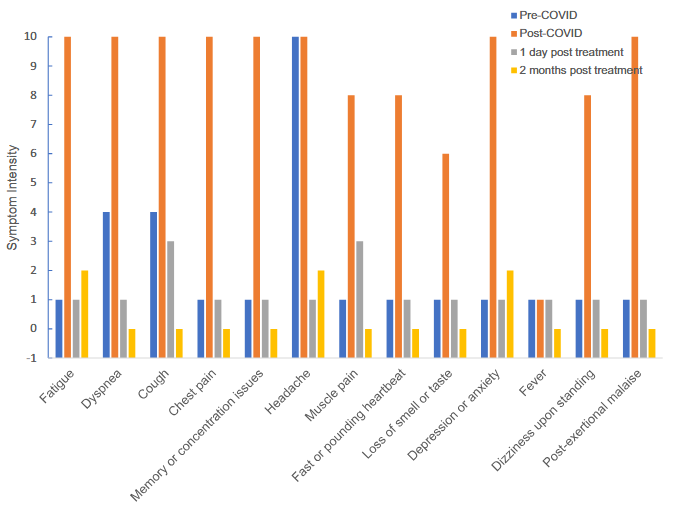 Pre-COVID
Post-COVID
1 day post treatment
2 months post treatment
Symptom Intensity
10
9
8
7
6
5
4
3
2
1
0
-1
Fatigue
Dyspnea
Cough
Chest pain
Memory or concentration issues
Headache
Muscle pain
Fast or pounding heartbeat
Loss of smell or taste
Depression or anxiety
Fever
Dizziness upon standing
Post-exertional malaise